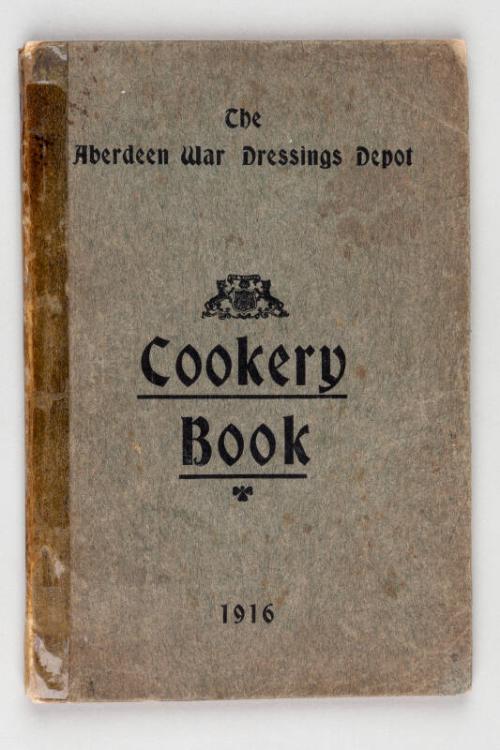 The
Aberdeen War Dressings Depot
Cookery
Book
1916